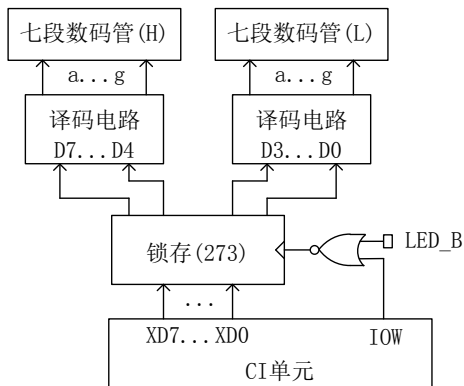 七段数码管(H) 七段数码管(L)
a...g a...g
译码电路 译码电路
D7...D4 D3...D0
锁存(273) LED_B
...
XD7...XD0 IOW
CI单元